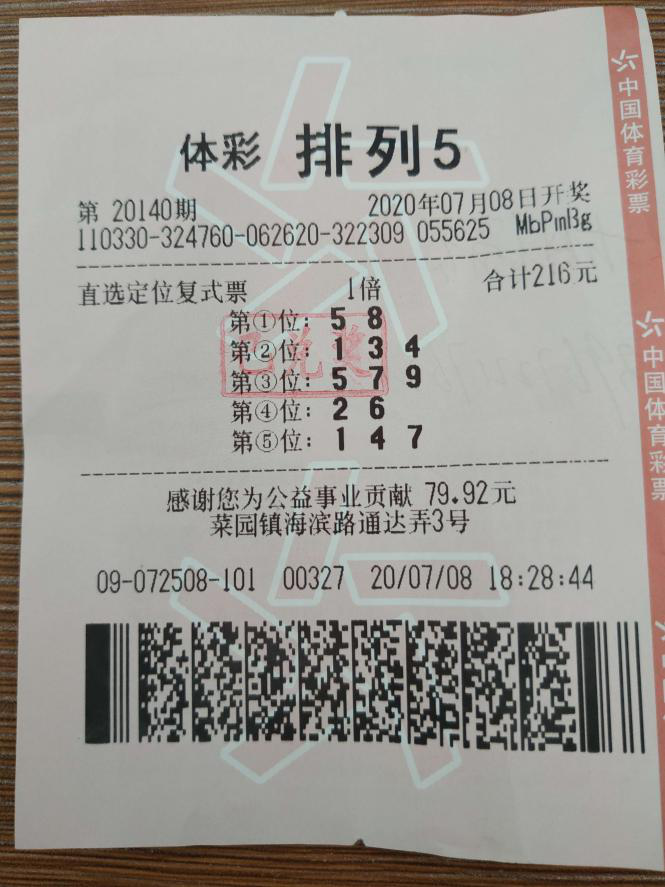 体彩 排列5
第 20140期 2020年07月08日开奖
110330-324760-062620-322309 055625 MbPmBg
直选定位复式票 1倍 合计216元
第①位: 5 8
第②位: 1 3 4
第③位: 5 7 9
第④位: 2 6
第⑤位: 1 4 7
已兑奖
感谢您为公益事业贡献 79.92元
菜园镇海滨路通达弄3号
09-072508-101 00327 20/07/08 18:28:44
中国体育彩票
中国体育彩票